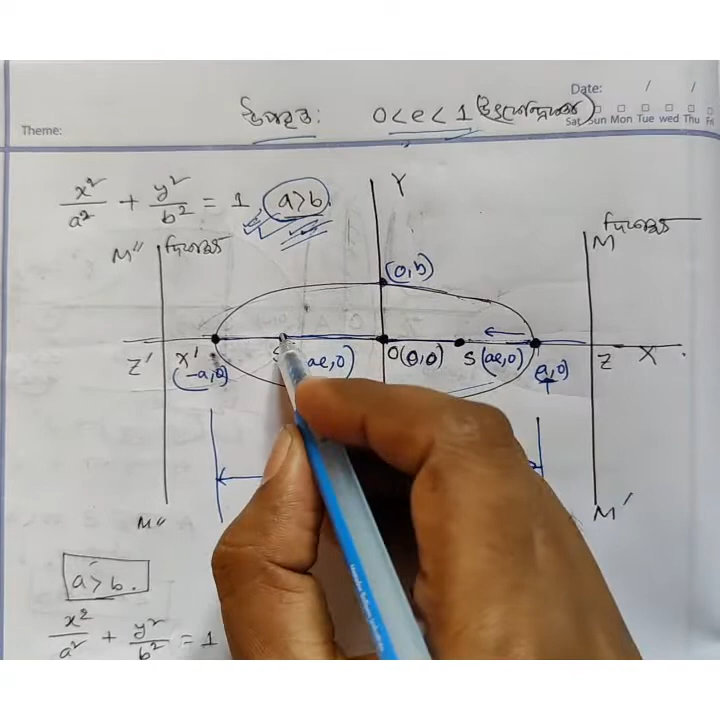 Date: / /
Theme:
Sat Sun Mon Tue wed Thu Fri
উপবৃত্ত: 0<e<1 (উৎকেন্দ্রিকতা)
x²/a² + y²/b² = 1, a>b.
Y
M″ M
(0,b)
Z′ X′ O(0,0) S (ae,0) Z X
(-a,0) ae,0) (a,0)
M″ M′
a>b.
x²/a² + y²/b² = 1